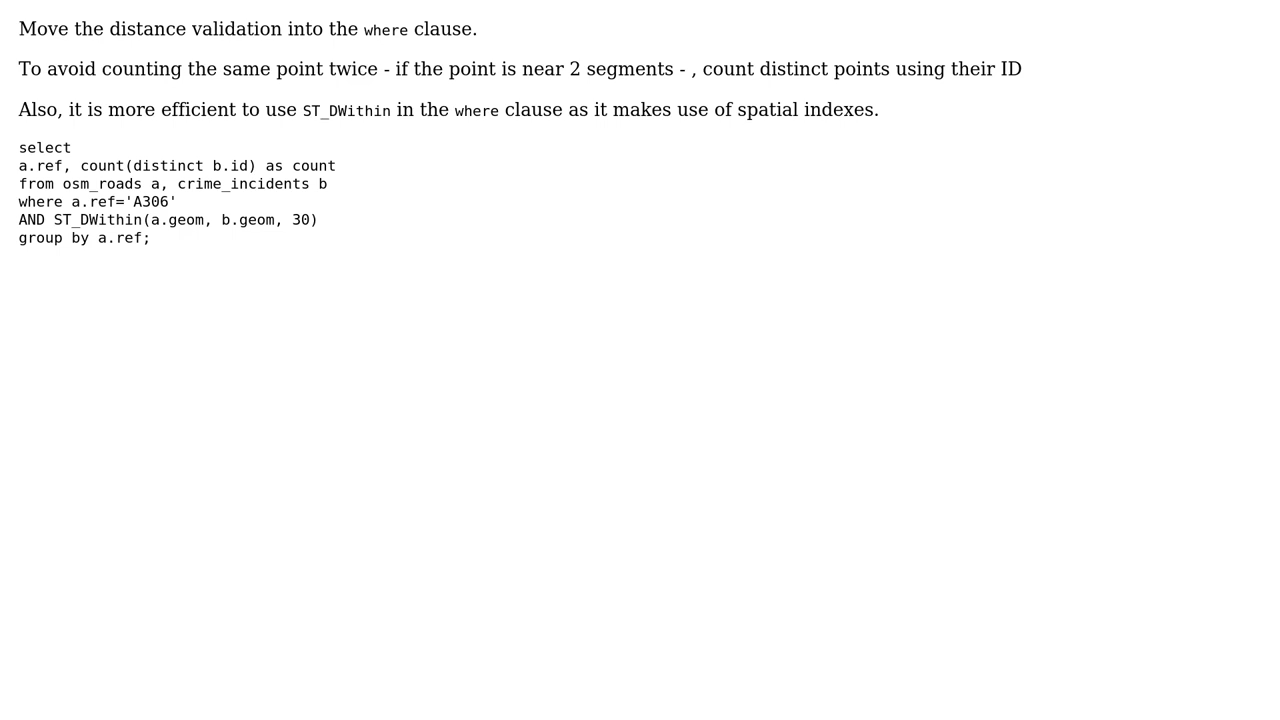 Move the distance validation into the where clause.
To avoid counting the same point twice - if the point is near 2 segments - , count distinct points using their ID
Also, it is more efficient to use ST_DWithin in the where clause as it makes use of spatial indexes.
select
a.ref, count(distinct b.id) as count
from osm_roads a, crime_incidents b
where a.ref='A306'
AND ST_DWithin(a.geom, b.geom, 30)
group by a.ref;